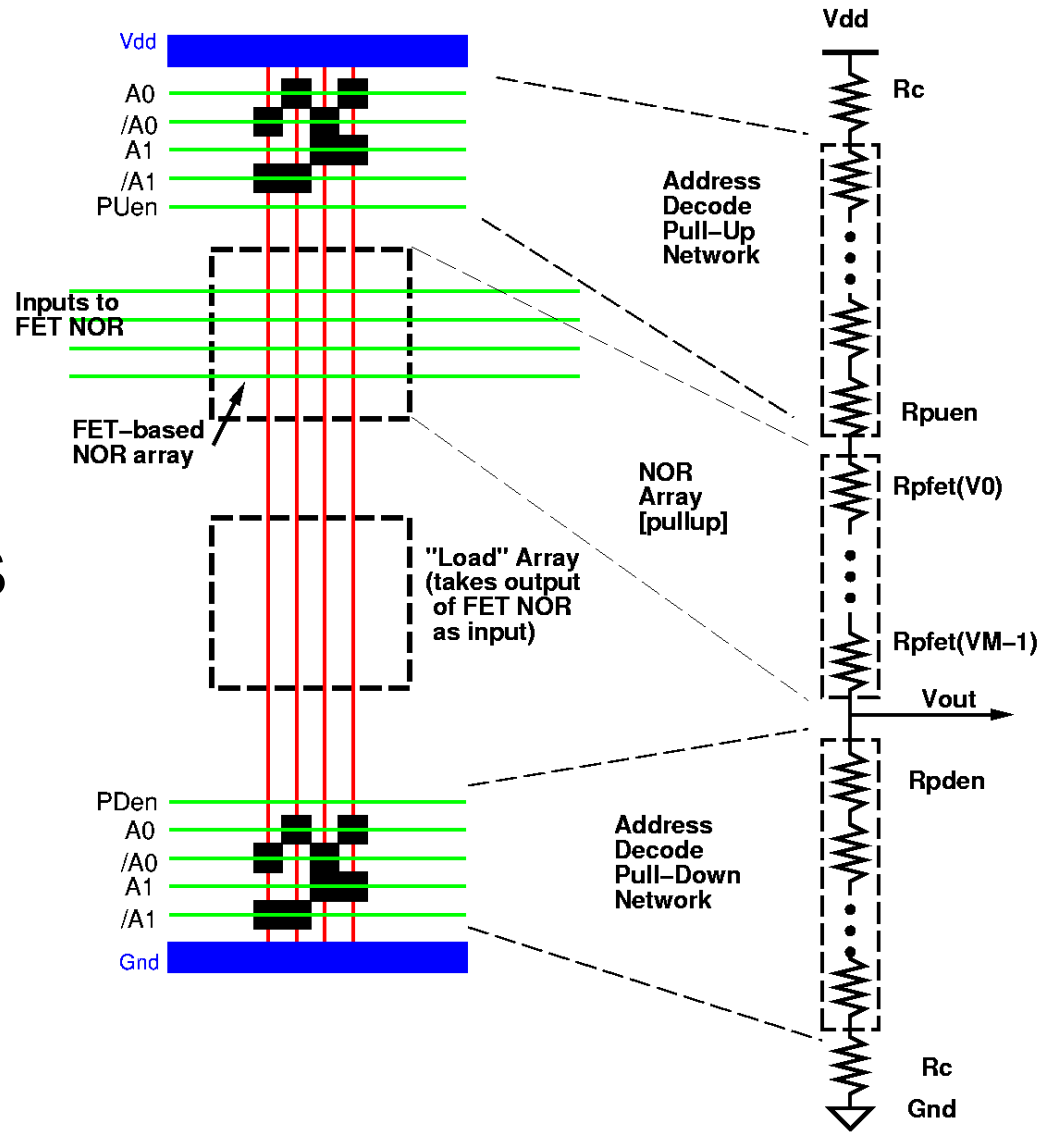 Vdd
A0
/A0
A1
/A1
PUen
Inputs to
FET NOR
FET-based
NOR array
"Load" Array
(takes output
of FET NOR
as input)
PDen
A0
/A0
A1
/A1
Gnd
Address
Decode
Pull-Up
Network
NOR
Array
[pullup]
Address
Decode
Pull-Down
Network
Vdd
Rc
Rpuen
Rpfet(V0)
Rpfet(VM-1)
Vout
Rpden
Rc
Gnd